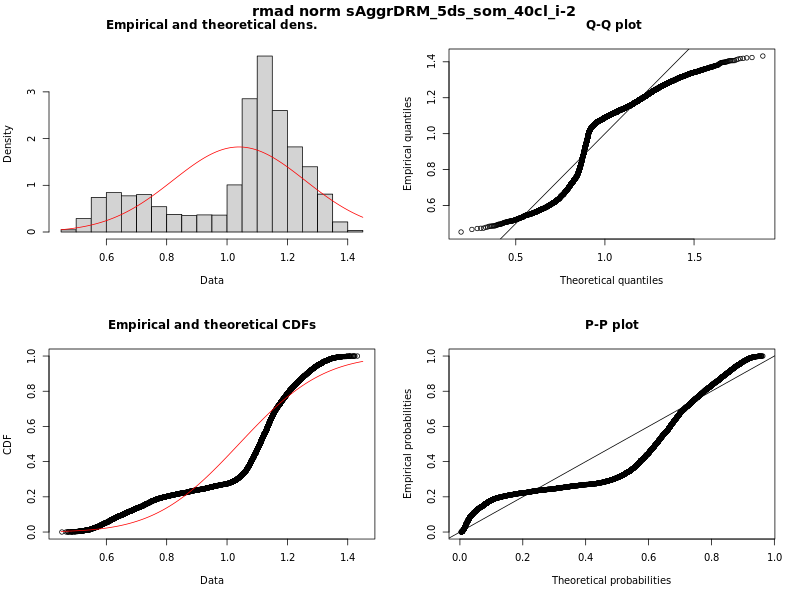 rmad norm sAggrDRM_5ds_som_40cl_i-2
Empirical and theoretical dens.
Density
0 1 2 3
0.6 0.8 1.0 1.2 1.4
Data
Q-Q plot
Empirical quantiles
0.6 0.8 1.0 1.2 1.4
0.5 1.0 1.5
Theoretical quantiles
Empirical and theoretical CDFs
CDF
0.0 0.2 0.4 0.6 0.8 1.0
0.6 0.8 1.0 1.2 1.4
Data
P-P plot
Empirical probabilities
0.0 0.2 0.4 0.6 0.8 1.0
0.0 0.2 0.4 0.6 0.8 1.0
Theoretical probabilities